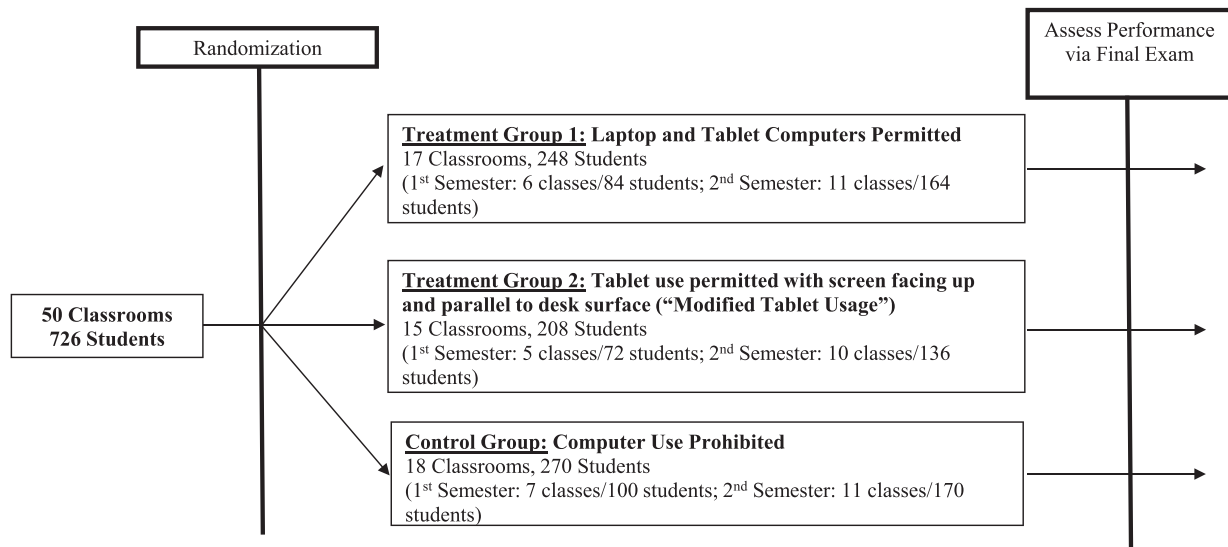 Randomization
Assess Performance
via Final Exam
Treatment Group 1: Laptop and Tablet Computers Permitted
17 Classrooms, 248 Students
(1st Semester: 6 classes/84 students; 2nd Semester: 11 classes/164
students)
50 Classrooms
726 Students
Treatment Group 2: Tablet use permitted with screen facing up
and parallel to desk surface (“Modified Tablet Usage”)
15 Classrooms, 208 Students
(1st Semester: 5 classes/72 students; 2nd Semester: 10 classes/136
students)
Control Group: Computer Use Prohibited
18 Classrooms, 270 Students
(1st Semester: 7 classes/100 students; 2nd Semester: 11 classes/170
students)